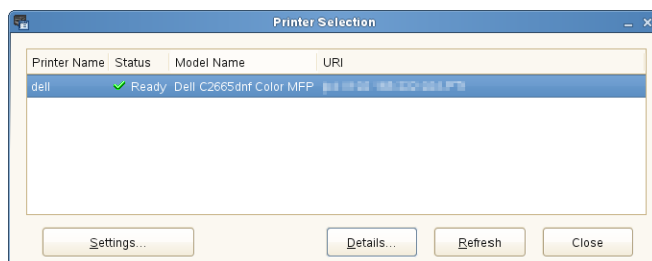 Printer Selection
Printer Name Status Model Name URI
dell Ready Dell C2665dnf Color MFP
Settings... Details... Refresh Close